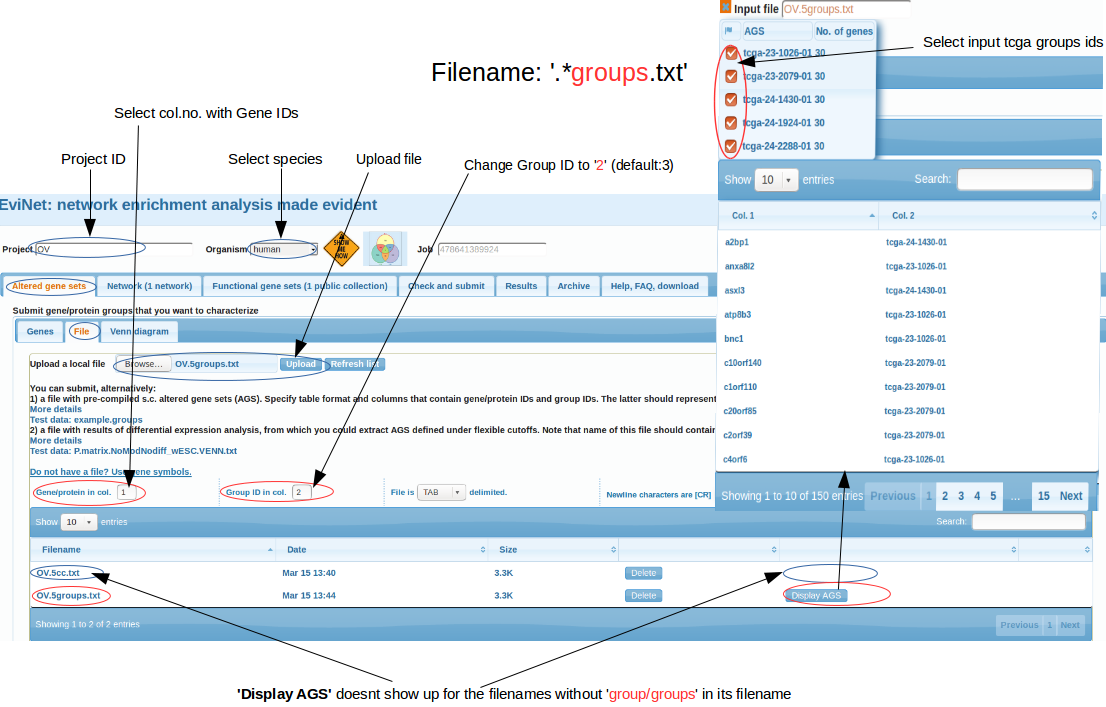 Input file OV.5groups.txt
AGS No. of genes
tcga-23-1026-01 30
tcga-23-2079-01 30
tcga-24-1430-01 30
tcga-24-1924-01 30
tcga-24-2288-01 30
Select input tcga groups ids
Filename: '.*groups.txt'
Select col.no. with Gene IDs
Project ID
Select species
Upload file
Change Group ID to '2' (default:3)
Show 10 entries Search:
Col. 1 Col. 2
a2bp1 tcga-24-1430-01
anxa8l2 tcga-23-1026-01
asxl3 tcga-24-1430-01
atp8b3 tcga-23-1026-01
bnc1 tcga-23-1026-01
c10orf140 tcga-23-2079-01
c1orf110 tcga-23-2079-01
c20orf85 tcga-23-2079-01
c2orf39 tcga-23-2079-01
c4orf6 tcga-23-1026-01
Showing 1 to 10 of 150 entries Previous 1 2 3 4 5 ... 15 Next
EviNet: network enrichment analysis made evident
Project OV Organism human SHOW ME HOW Job 478641389924
Altered gene sets Network (1 network) Functional gene sets (1 public collection) Check and submit Results Archive Help, FAQ, download
Submit gene/protein groups that you want to characterize
Genes File Venn diagram
Upload a local file Browse... OV.5groups.txt Upload Refresh list
You can submit, alternatively:
1) a file with pre-compiled s.c. altered gene sets (AGS). Specify table format and columns that contain gene/protein IDs and group IDs. The latter should represent
More details
Test data: example.groups
2) a file with results of differential expression analysis, from which you could extract AGS defined under flexible cutoffs. Note that name of this file should contain
More details
Test data: P.matrix.NoModNodiff_wESC.VENN.txt
Do not have a file? Use gene symbols.
Gene/protein in col. 1 Group ID in col. 2 File is TAB delimited. Newline characters are [CR]
Show 10 entries Search:
Filename Date Size
OV.5cc.txt Mar 15 13:40 3.3K Delete
OV.5groups.txt Mar 15 13:44 3.3K Delete Display AGS
Showing 1 to 2 of 2 entries Previous 1 Next
'Display AGS' doesnt show up for the filenames without 'group/groups' in its filename